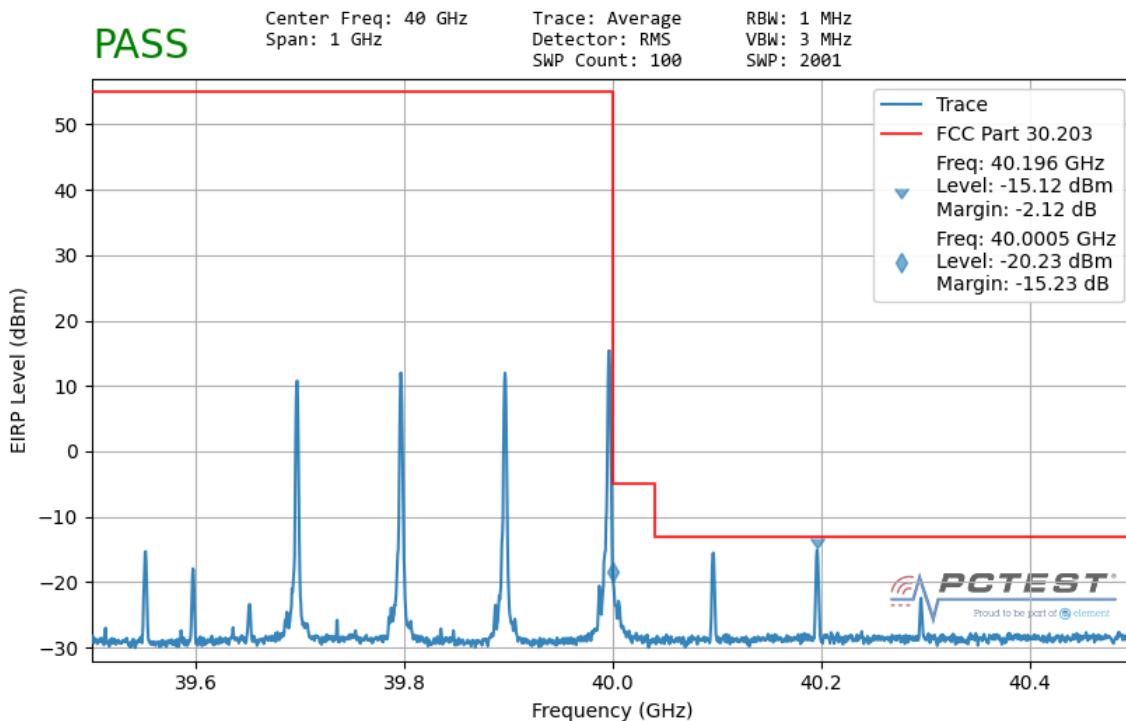 PASS
Center Freq: 40 GHz
Span: 1 GHz
Trace: Average
Detector: RMS
SWP Count: 100
RBW: 1 MHz
VBW: 3 MHz
SWP: 2001
Trace
FCC Part 30.203
Freq: 40.196 GHz
Level: -15.12 dBm
Margin: -2.12 dB
Freq: 40.0005 GHz
Level: -20.23 dBm
Margin: -15.23 dB
EIRP Level (dBm)
50
40
30
20
10
0
−10
−20
−30
PCTEST®
Proud to be part of element
39.6
39.8
40.0
40.2
40.4
Frequency (GHz)